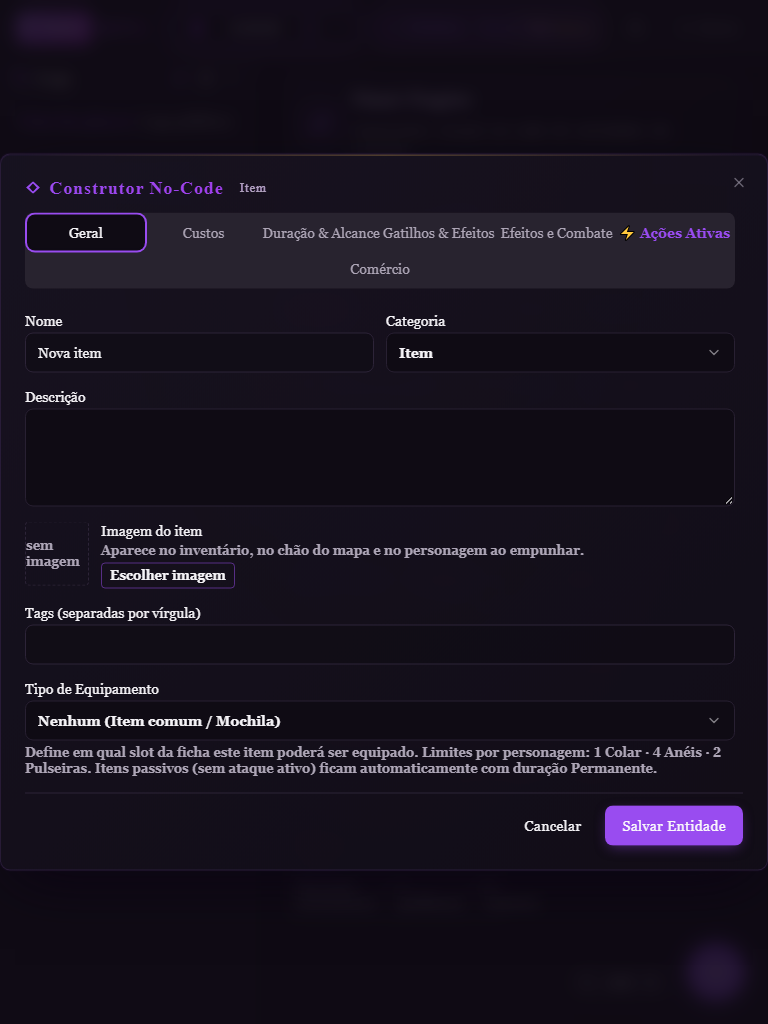 Construtor No-Code Item
Geral Custos Duração & Alcance Gatilhos & Efeitos Efeitos e Combate ⚡ Ações Ativas
Comércio
Nome Categoria
Nova item Item
Descrição
sem imagem
Imagem do item
Aparece no inventário, no chão do mapa e no personagem ao empunhar.
Escolher imagem
Tags (separadas por vírgula)
Tipo de Equipamento
Nenhum (Item comum / Mochila)
Define em qual slot da ficha este item poderá ser equipado. Limites por personagem: 1 Colar · 4 Anéis · 2
Pulseiras. Itens passivos (sem ataque ativo) ficam automaticamente com duração Permanente.
Cancelar Salvar Entidade